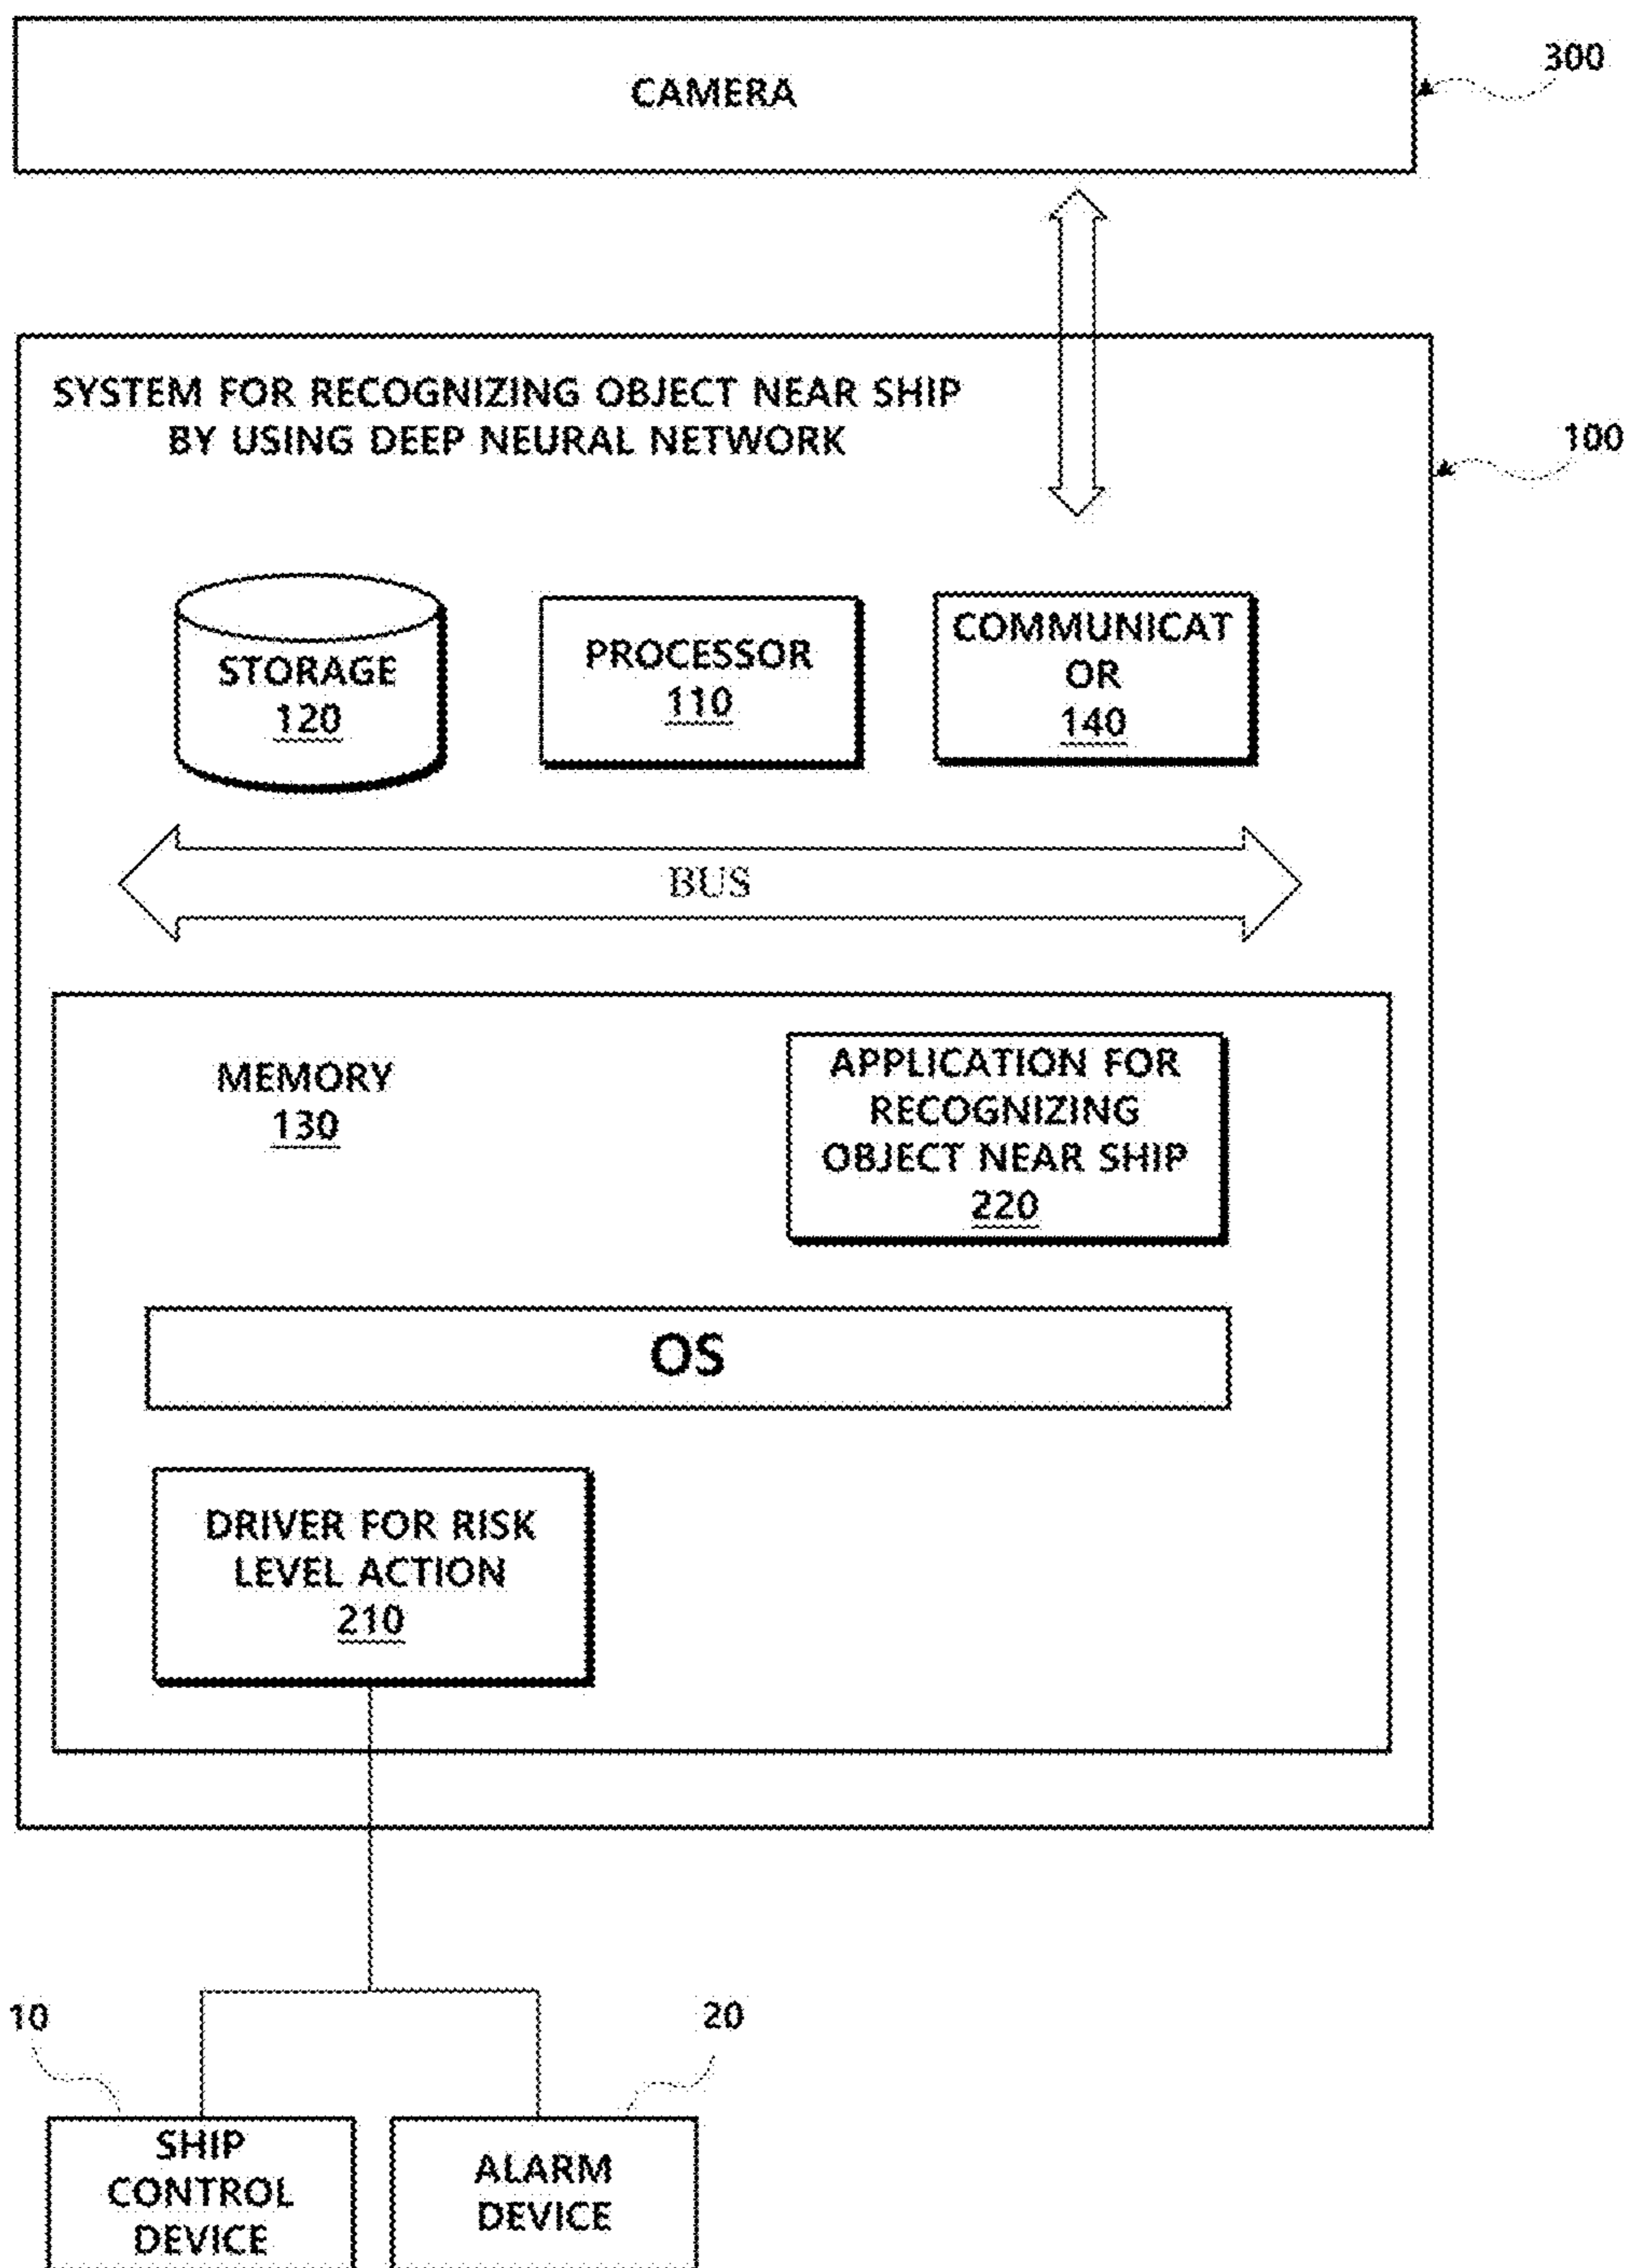 CAMERA
300
SYSTEM FOR RECOGNIZING OBJECT NEAR SHIP
BY USING DEEP NEURAL NETWORK
100
STORAGE
120
PROCESSOR
110
COMMUNICAT
OR
140
BUS
MEMORY
130
APPLICATION FOR
RECOGNIZING
OBJECT NEAR SHIP
220
OS
DRIVER FOR RISK
LEVEL ACTION
210
10
20
SHIP
CONTROL
DEVICE
ALARM
DEVICE